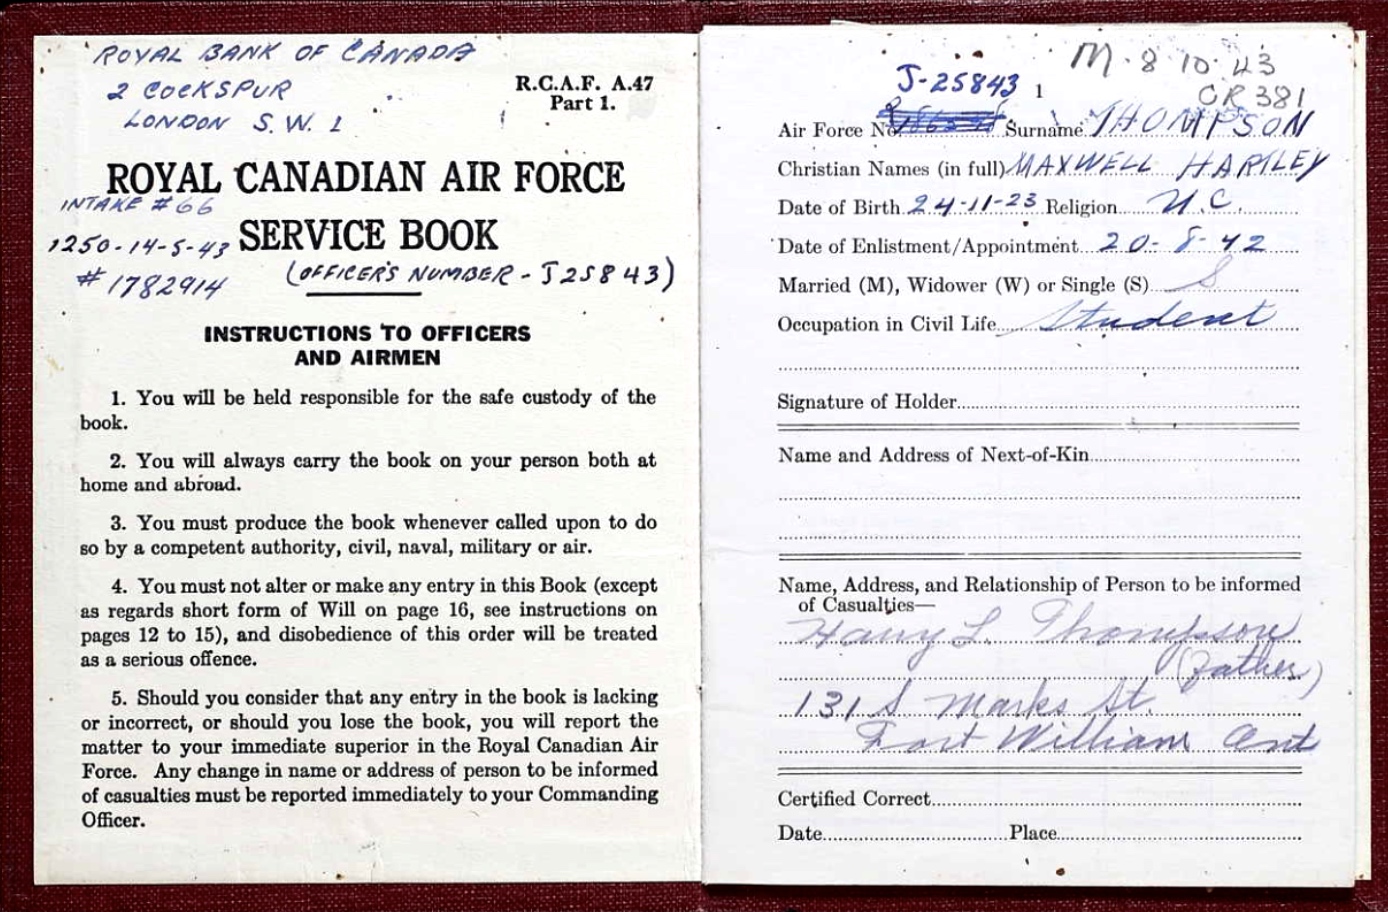 ROYAL BANK OF CANADA
2 COCKSPUR
LONDON S.W. 1
R.C.A.F. A.47
Part 1.
ROYAL CANADIAN AIR FORCE
INTAKE #66
SERVICE BOOK
1250-14-5-43
(OFFICER'S NUMBER - J25843)
#1782914
INSTRUCTIONS TO OFFICERS
AND AIRMEN
1. You will be held responsible for the safe custody of the
book.
2. You will always carry the book on your person both at
home and abroad.
3. You must produce the book whenever called upon to do
so by a competent authority, civil, naval, military or air.
4. You must not alter or make any entry in this Book (except
as regards short form of Will on page 16, see instructions on
pages 12 to 15), and disobedience of this order will be treated
as a serious offence.
5. Should you consider that any entry in the book is lacking
or incorrect, or should you lose the book, you will report the
matter to your immediate superior in the Royal Canadian Air
Force. Any change in name or address of person to be informed
of casualties must be reported immediately to your Commanding
Officer.
M.8 10.43
J-25843 1
OR 381
Air Force No. Surname THOMPSON
Christian Names (in full) MAXWELL HARTLEY
Date of Birth 24-11-23 Religion U.C.
Date of Enlistment/Appointment 20-8-42
Married (M), Widower (W) or Single (S) S
Occupation in Civil Life Student
Signature of Holder
Name and Address of Next-of-Kin
Name, Address, and Relationship of Person to be informed
of Casualties—
Harry L. Thompson
(father)
131 S Marks St.
Fort William Ont
Certified Correct
Date Place